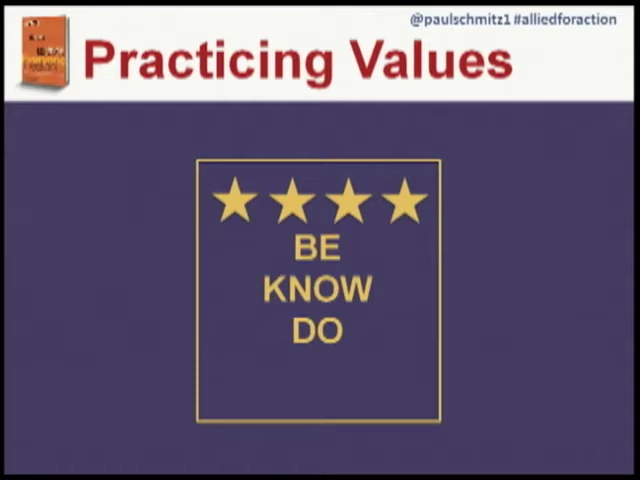 @paulschmitz1 #alliedforaction
Practicing Values
BE
KNOW
DO